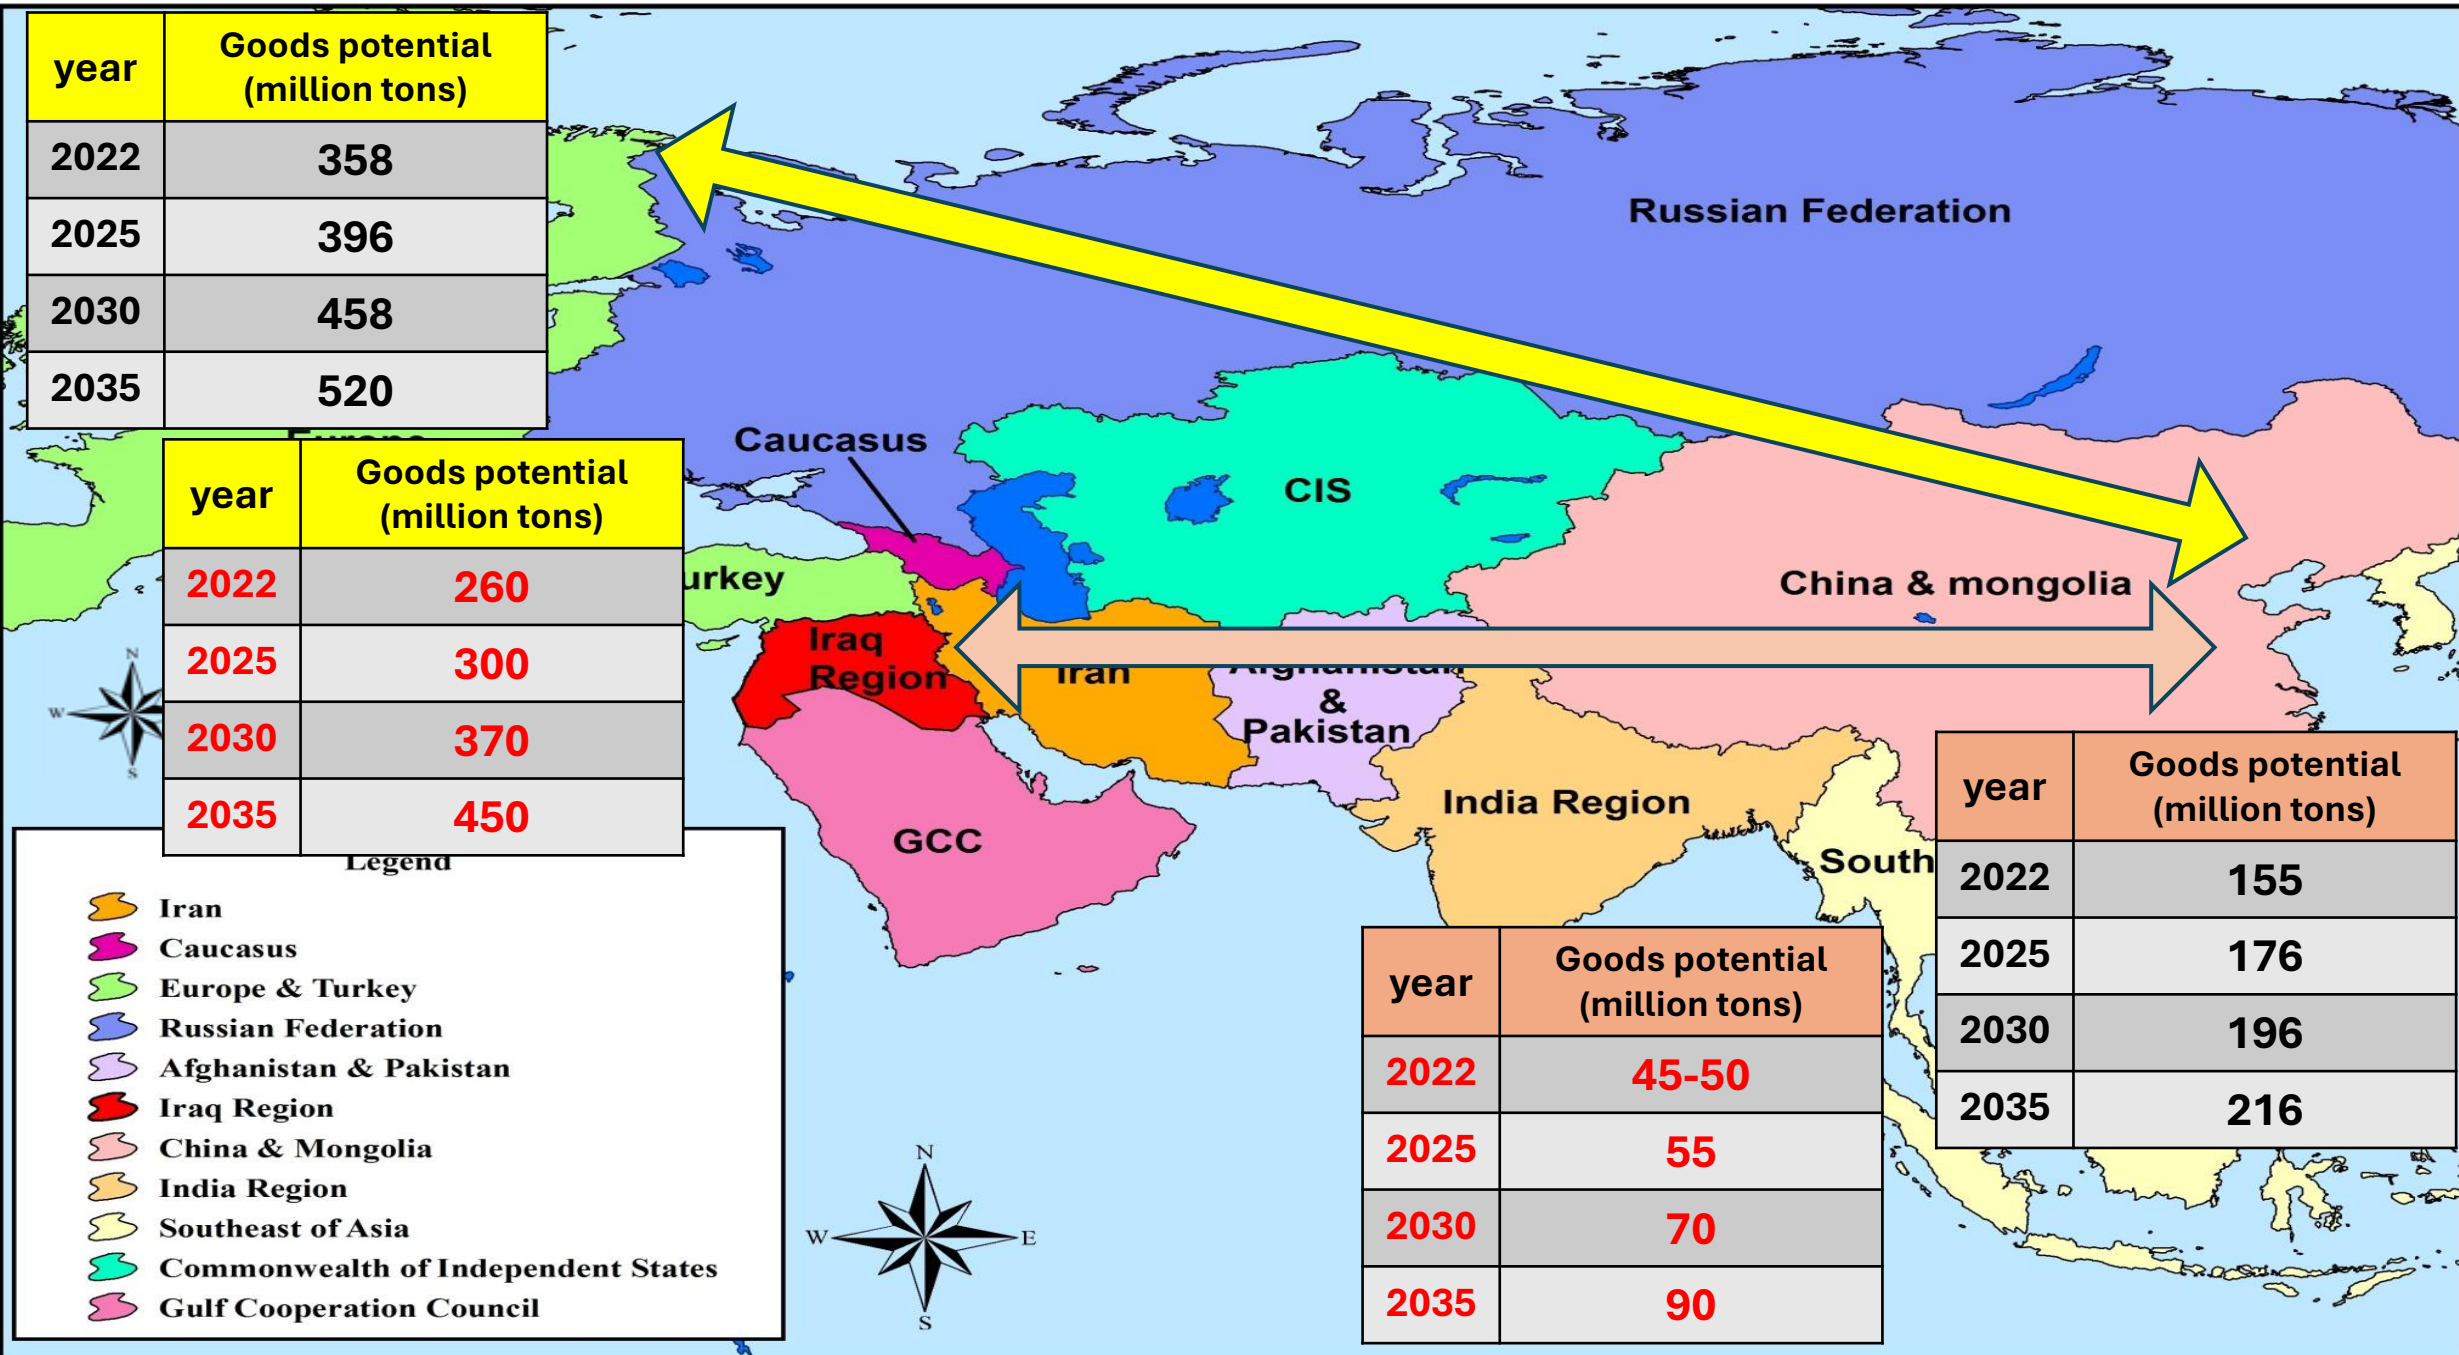 year Goods potential
(million tons)
2022 358
2025 396
2030 458
2035 520
Russian Federation
Europe
Caucasus
CIS
year Goods potential
(million tons)
2022 260
2025 300
2030 370
2035 450
urkey
China & mongolia
Iraq
Region
Iran
Afghanistan
&
Pakistan
India Region
GCC
South
N
W
S
Legend
Iran
Caucasus
Europe & Turkey
Russian Federation
Afghanistan & Pakistan
Iraq Region
China & Mongolia
India Region
Southeast of Asia
Commonwealth of Independent States
Gulf Cooperation Council
N
W E
S
year Goods potential
(million tons)
2022 45-50
2025 55
2030 70
2035 90
year Goods potential
(million tons)
2022 155
2025 176
2030 196
2035 216